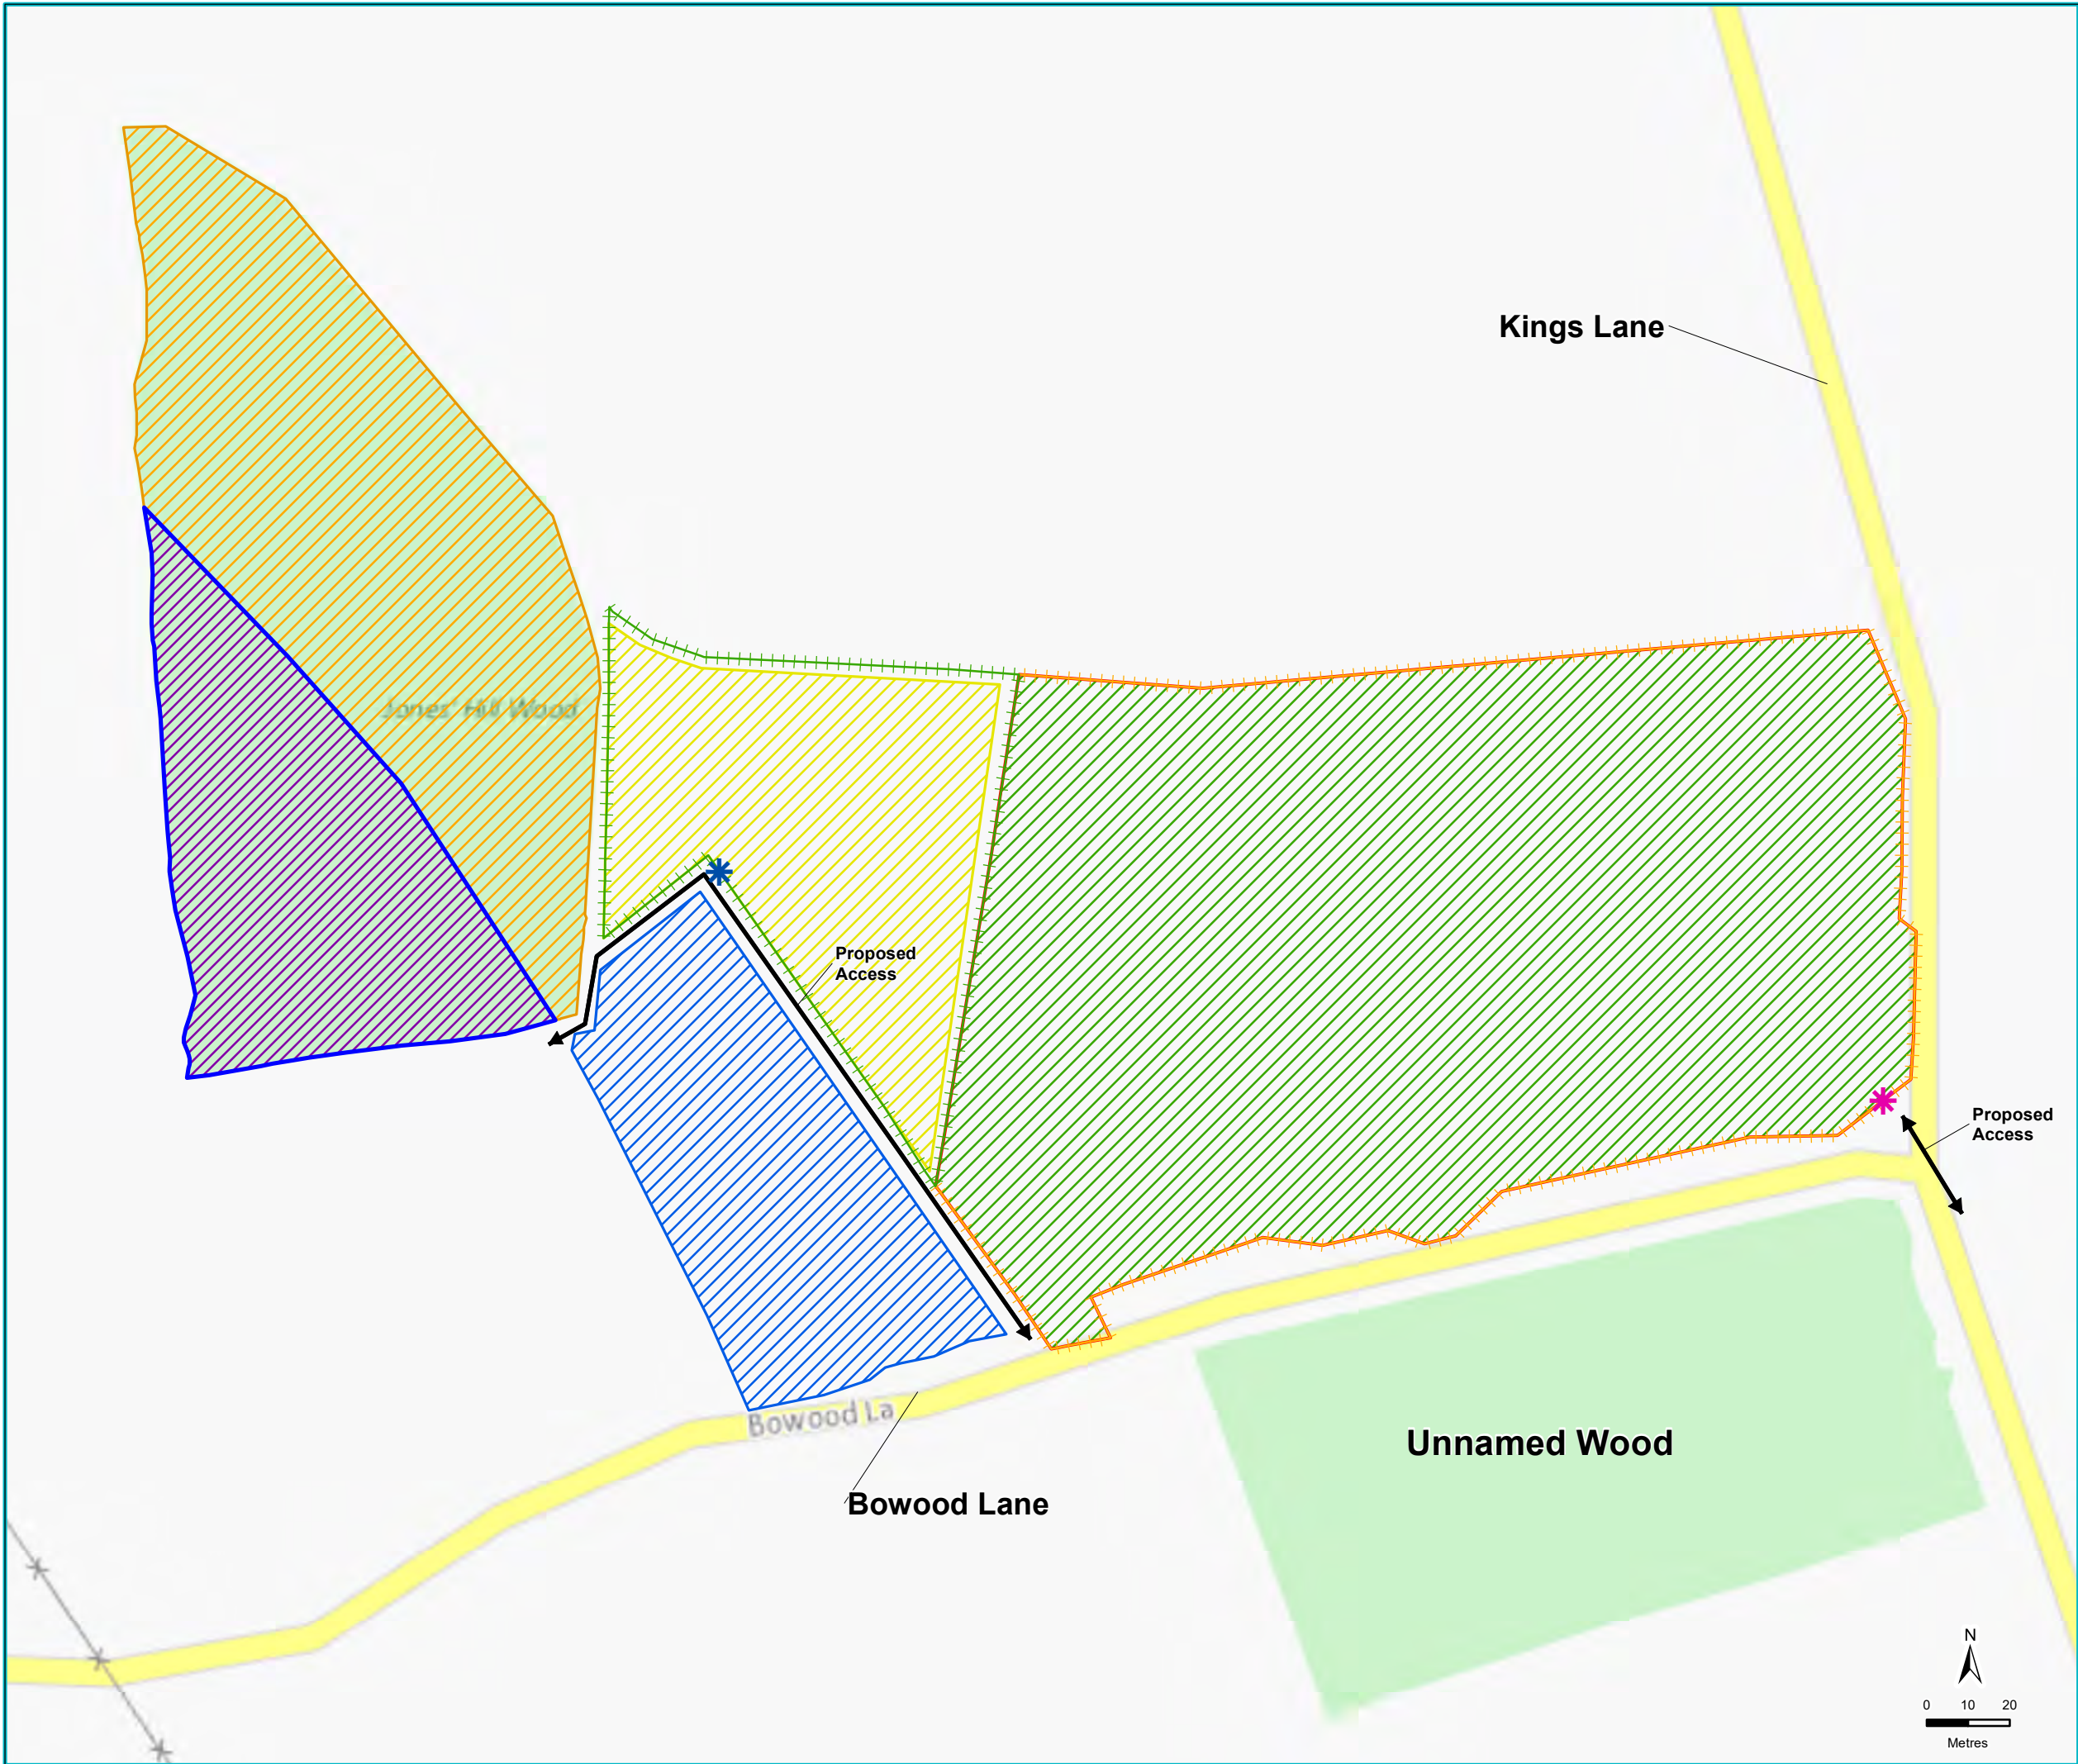 Kings Lane
Jones' Hill Wood
Proposed
Access
Proposed
Access
Bowood La
Unnamed Wood
Bowood Lane
N
0 10 20
Metres